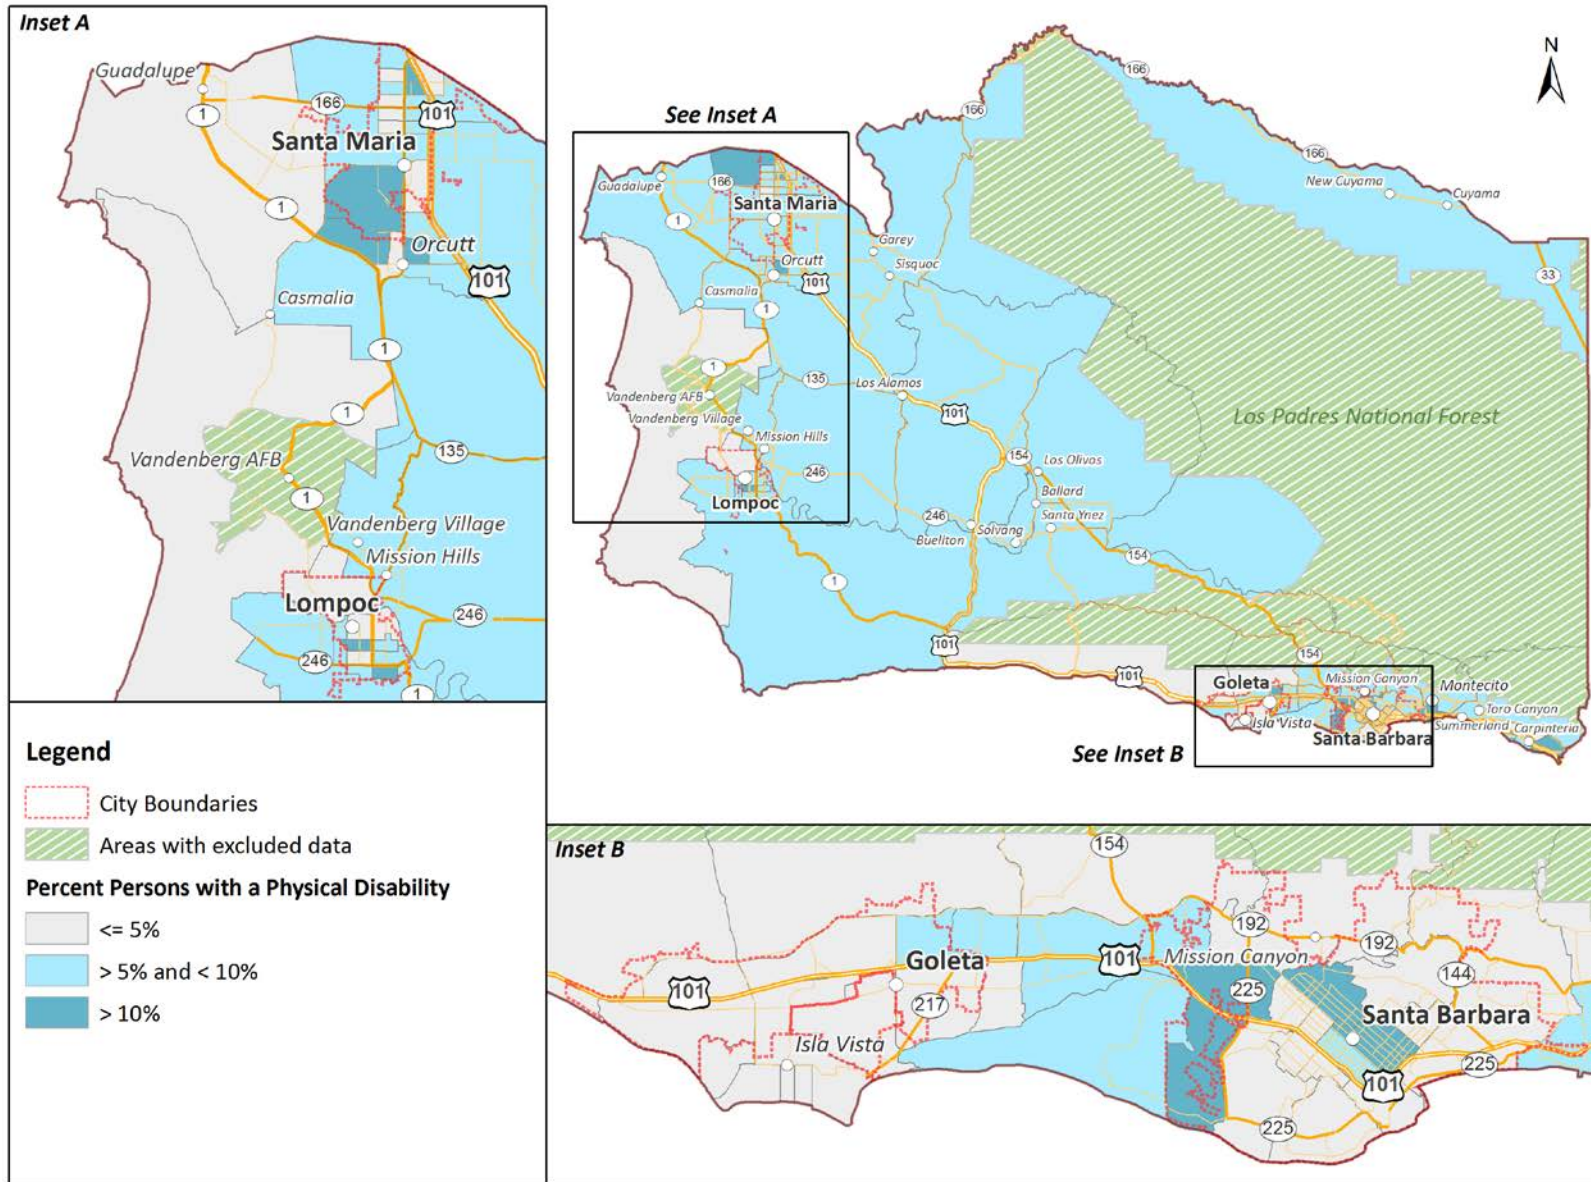 Inset A
Guadalupe
166
1
101
Santa Maria
1
Orcutt
101
Casmalia
1
1
Vandenberg AFB
135
1
Vandenberg Village
Mission Hills
Lompoc
246
246
1
Legend
City Boundaries
Areas with excluded data
Percent Persons with a Physical Disability
<= 5%
> 5% and < 10%
> 10%
N
See Inset A
166
166
166
166
Guadalupe
New Cuyama
Cuyama
Santa Maria
1
Garey
Orcutt
Sisquoc
33
101
Casmalia
1
1
135
Los Alamos
Vandenberg AFB
101
Los Padres National Forest
Vandenberg Village
Mission Hills
154
Los Olivos
246
Lompoc
Ballard
246
Solvang
Santa Ynez
Buellton
154
1
101
154
101
Goleta
Mission Canyon
Montecito
Toro Canyon
Isla Vista
Summerland
Carpinteria
Santa Barbara
See Inset B
Inset B
154
192
192
Goleta
101
Mission Canyon
144
101
225
217
Santa Barbara
Isla Vista
225
101
225